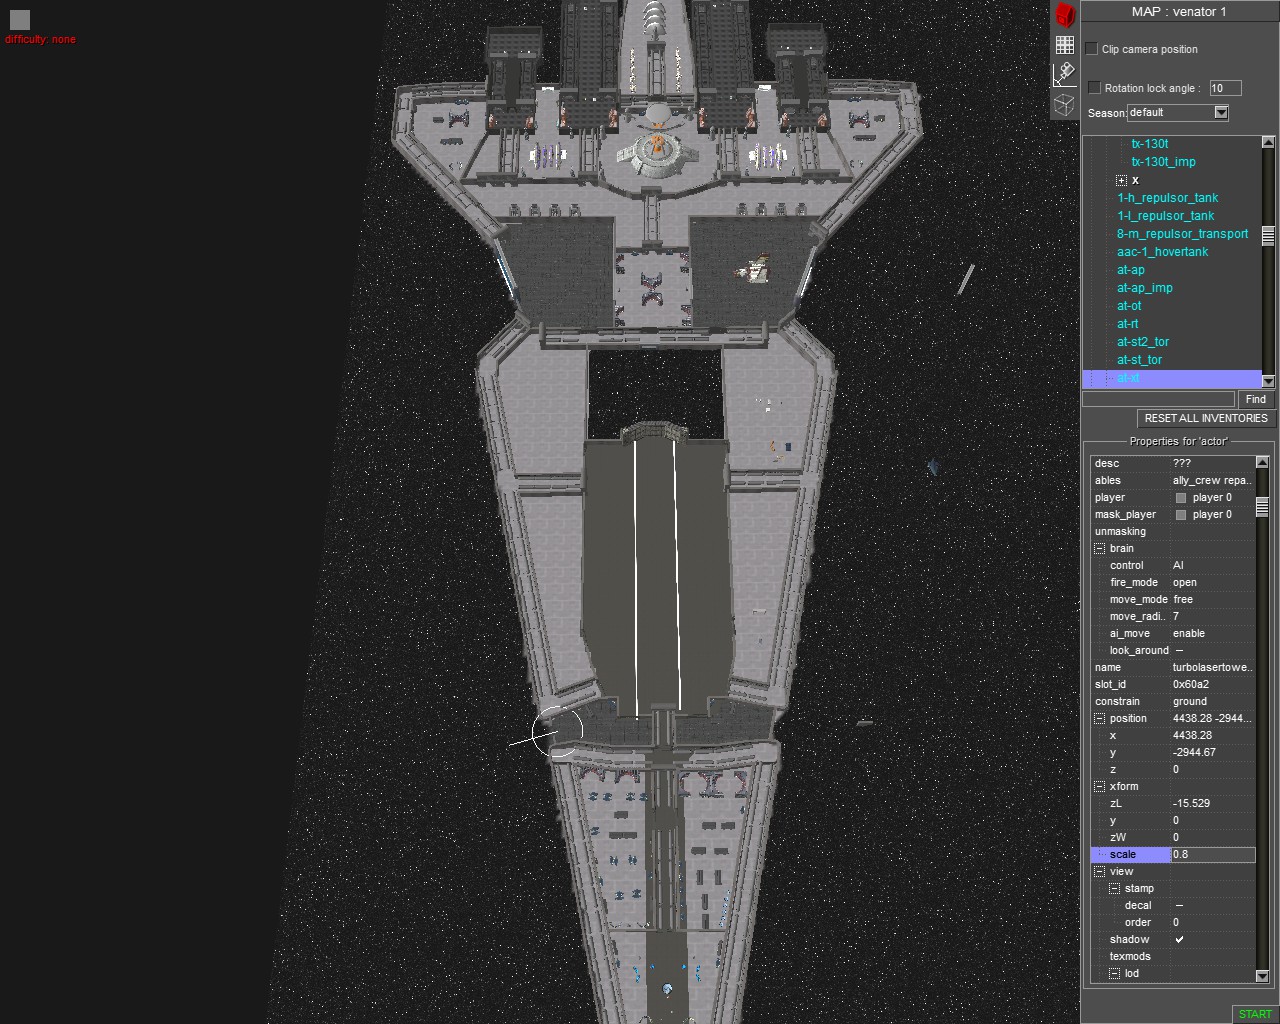 difficulty: none
MAP : venator 1
Clip camera position
Rotation lock angle : 10
Season: default
tx-130t
tx-130t_imp
x
1-h_repulsor_tank
1-l_repulsor_tank
8-m_repulsor_transport
aac-1_hovertank
at-ap
at-ap_imp
at-ot
at-rt
at-st2_tor
at-st_tor
at-xt
Find
RESET ALL INVENTORIES
Properties for 'actor'
desc ???
ables ally_crew repa..
player player 0
mask_player player 0
unmasking
brain
control AI
fire_mode open
move_mode free
move_radi.. 7
ai_move enable
look_around —
name turbolasertowe..
slot_id 0x60a2
constrain ground
position 4438.28 -2944...
x 4438.28
y -2944.67
z 0
xform
zL -15.529
y 0
zW 0
scale 0.8
view
stamp
decal —
order 0
shadow
texmods
lod
START